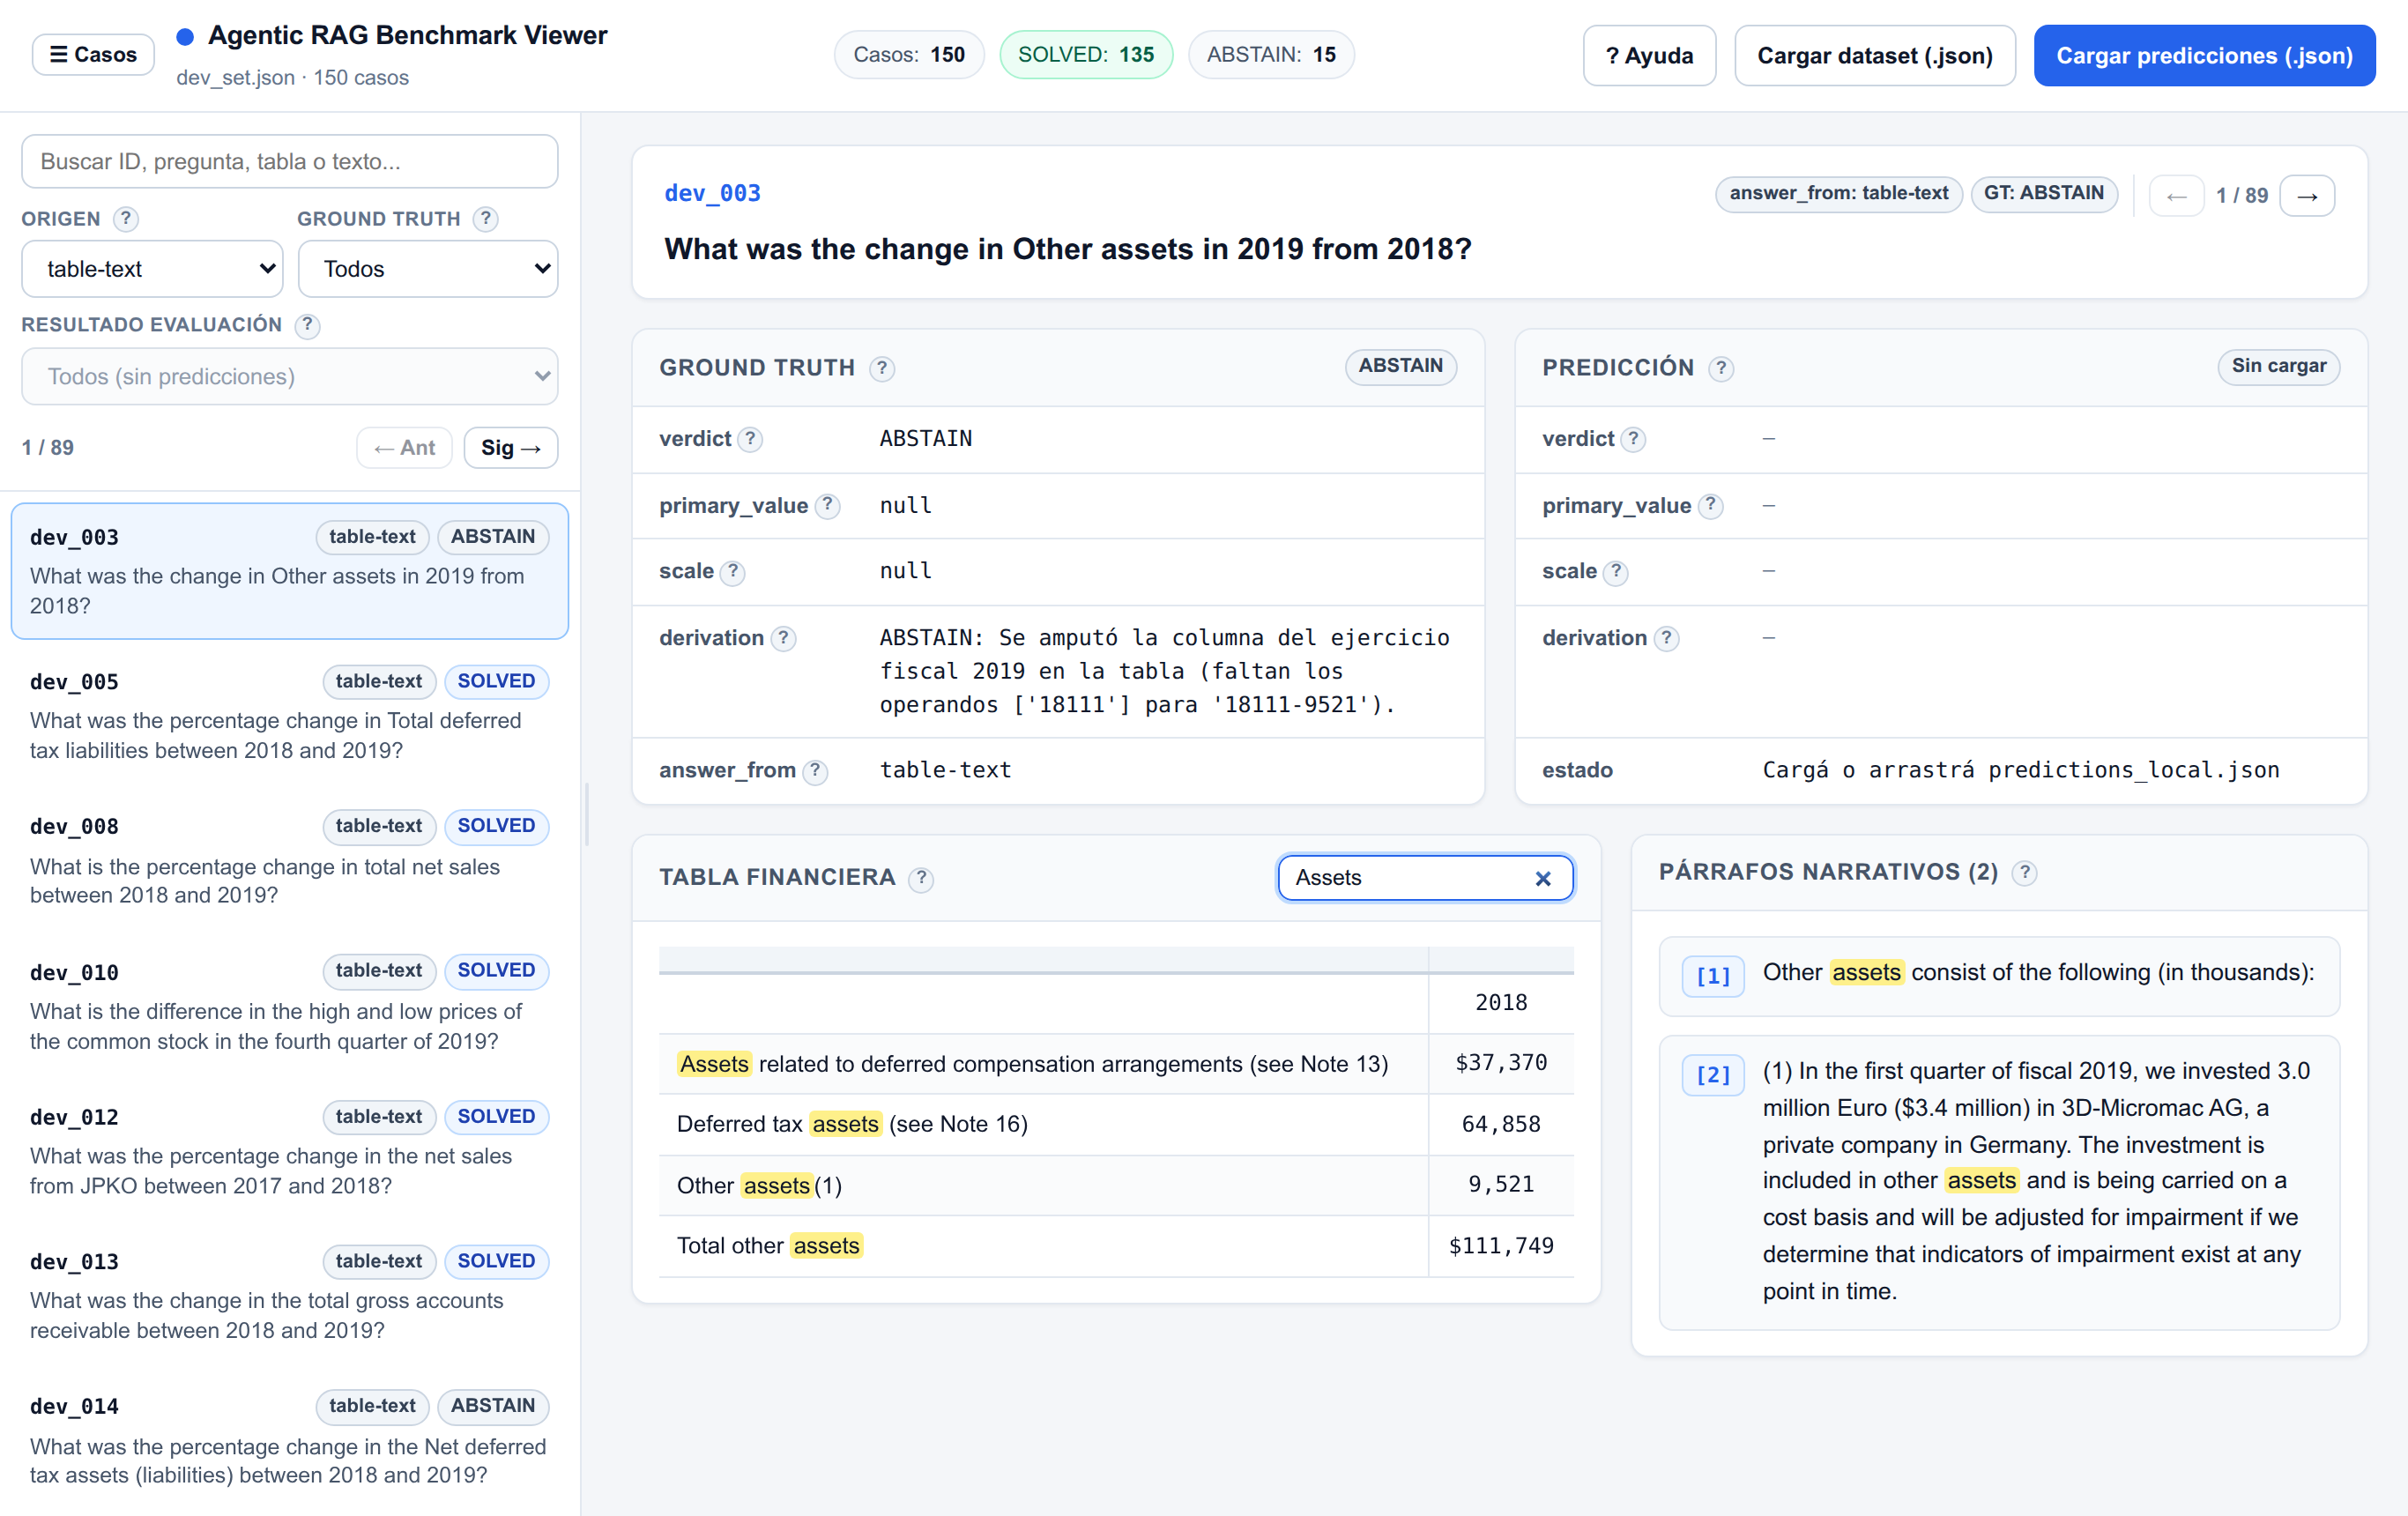 ☰ Casos
Agentic RAG Benchmark Viewer
dev_set.json · 150 casos
Casos: 150
SOLVED: 135
ABSTAIN: 15
? Ayuda
Cargar dataset (.json)
Cargar predicciones (.json)
Buscar ID, pregunta, tabla o texto...
ORIGEN ?
GROUND TRUTH ?
table-text
Todos
RESULTADO EVALUACIÓN ?
Todos (sin predicciones)
1 / 89
← Ant
Sig →
dev_003 table-text ABSTAIN
What was the change in Other assets in 2019 from
2018?
dev_005 table-text SOLVED
What was the percentage change in Total deferred
tax liabilities between 2018 and 2019?
dev_008 table-text SOLVED
What is the percentage change in total net sales
between 2018 and 2019?
dev_010 table-text SOLVED
What is the difference in the high and low prices of
the common stock in the fourth quarter of 2019?
dev_012 table-text SOLVED
What was the percentage change in the net sales
from JPKO between 2017 and 2018?
dev_013 table-text SOLVED
What was the change in the total gross accounts
receivable between 2018 and 2019?
dev_014 table-text ABSTAIN
What was the percentage change in the Net deferred
tax assets (liabilities) between 2018 and 2019?
dev_003
answer_from: table-text
GT: ABSTAIN
← 1 / 89 →
What was the change in Other assets in 2019 from 2018?
GROUND TRUTH ? ABSTAIN
verdict ? ABSTAIN
primary_value ? null
scale ? null
derivation ? ABSTAIN: Se amputó la columna del ejercicio
fiscal 2019 en la tabla (faltan los
operandos ['18111'] para '18111-9521').
answer_from ? table-text
PREDICCIÓN ? Sin cargar
verdict ? —
primary_value ? —
scale ? —
derivation ? —
estado Cargá o arrastrá predictions_local.json
TABLA FINANCIERA ?
Assets ×
2018
Assets related to deferred compensation arrangements (see Note 13) $37,370
Deferred tax assets (see Note 16) 64,858
Other assets(1) 9,521
Total other assets $111,749
PÁRRAFOS NARRATIVOS (2) ?
[1] Other assets consist of the following (in thousands):
[2] (1) In the first quarter of fiscal 2019, we invested 3.0
million Euro ($3.4 million) in 3D-Micromac AG, a
private company in Germany. The investment is
included in other assets and is being carried on a
cost basis and will be adjusted for impairment if we
determine that indicators of impairment exist at any
point in time.